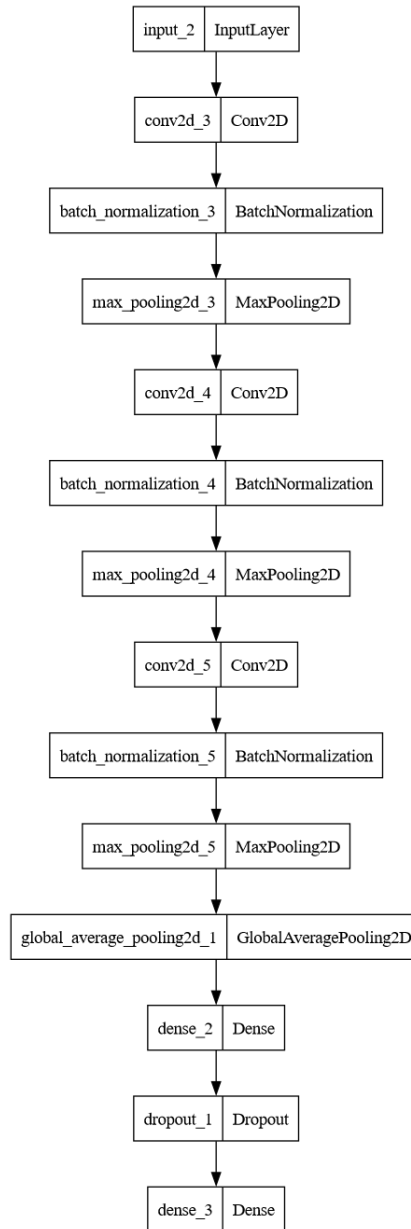 input_2 InputLayer
conv2d_3 Conv2D
batch_normalization_3 BatchNormalization
max_pooling2d_3 MaxPooling2D
conv2d_4 Conv2D
batch_normalization_4 BatchNormalization
max_pooling2d_4 MaxPooling2D
conv2d_5 Conv2D
batch_normalization_5 BatchNormalization
max_pooling2d_5 MaxPooling2D
global_average_pooling2d_1 GlobalAveragePooling2D
dense_2 Dense
dropout_1 Dropout
dense_3 Dense